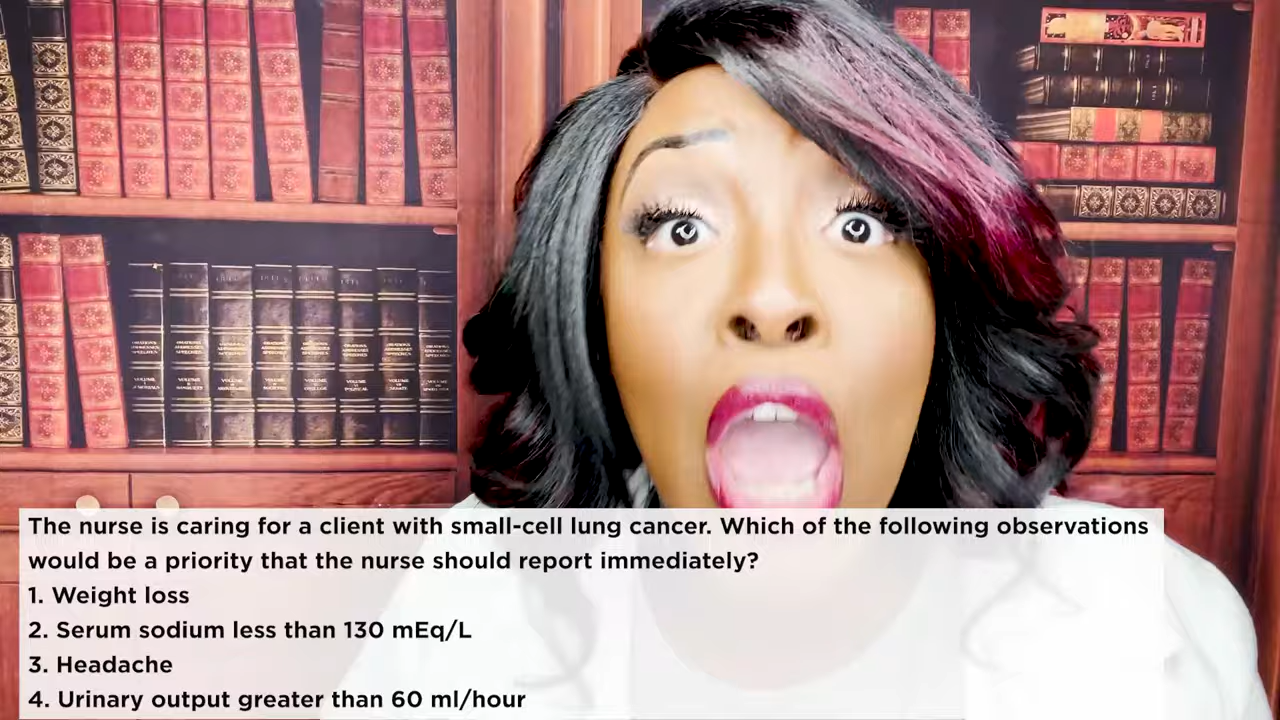 The nurse is caring for a client with small-cell lung cancer. Which of the following observations
would be a priority that the nurse should report immediately?
1. Weight loss
2. Serum sodium less than 130 mEq/L
3. Headache
4. Urinary output greater than 60 ml/hour